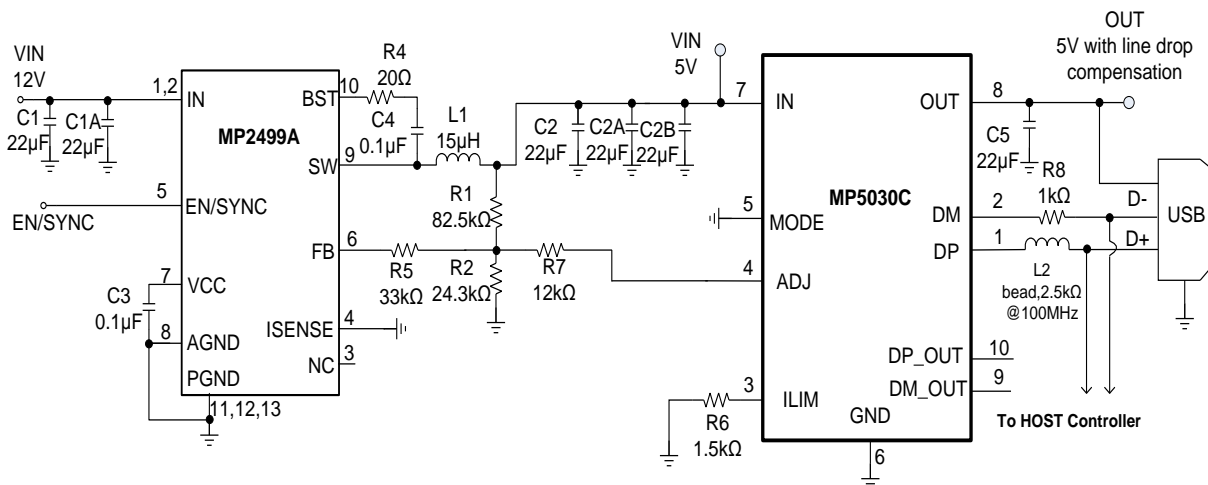 VIN
12V
C1
22µF
C1A
22µF
1,2
IN
MP2499A
BST
10
R4
20Ω
C4
0.1µF
SW
9
L1
15µH
5
EN/SYNC
EN/SYNC
R1
82.5kΩ
FB
6
R5
33kΩ
R2
24.3kΩ
R7
12kΩ
7
VCC
C3
0.1µF
8
AGND
PGND
11,12,13
ISENSE
4
NC
3
VIN
5V
C2
22µF
C2A
22µF
C2B
22µF
7
IN
MP5030C
5
MODE
4
ADJ
3
ILIM
R6
1.5kΩ
GND
6
OUT
8
OUT
5V with line drop
compensation
C5
22µF
R8
1kΩ
DM
2
D-
DP
1
D+
USB
L2
bead,2.5kΩ
@100MHz
DP_OUT
10
DM_OUT
9
To HOST Controller